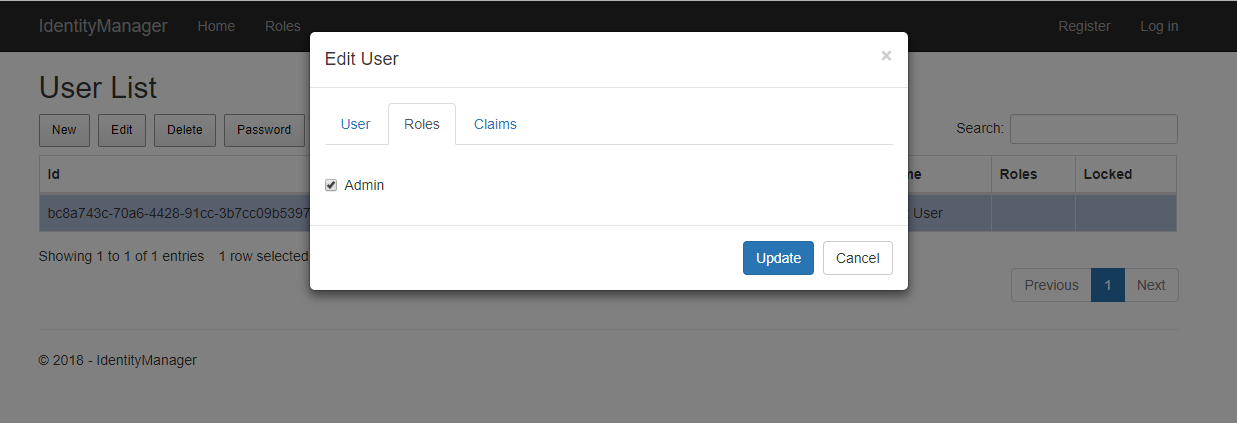 IdentityManager Home Roles Register Log in
Edit User ×
User List
User Roles Claims
New Edit Delete Password
Search:
Id Roles Locked
Admin
bc8a743c-70a6-4428-91cc-3b7cc09b5397 User
Update Cancel
Showing 1 to 1 of 1 entries 1 row selected
Previous 1 Next
© 2018 - IdentityManager